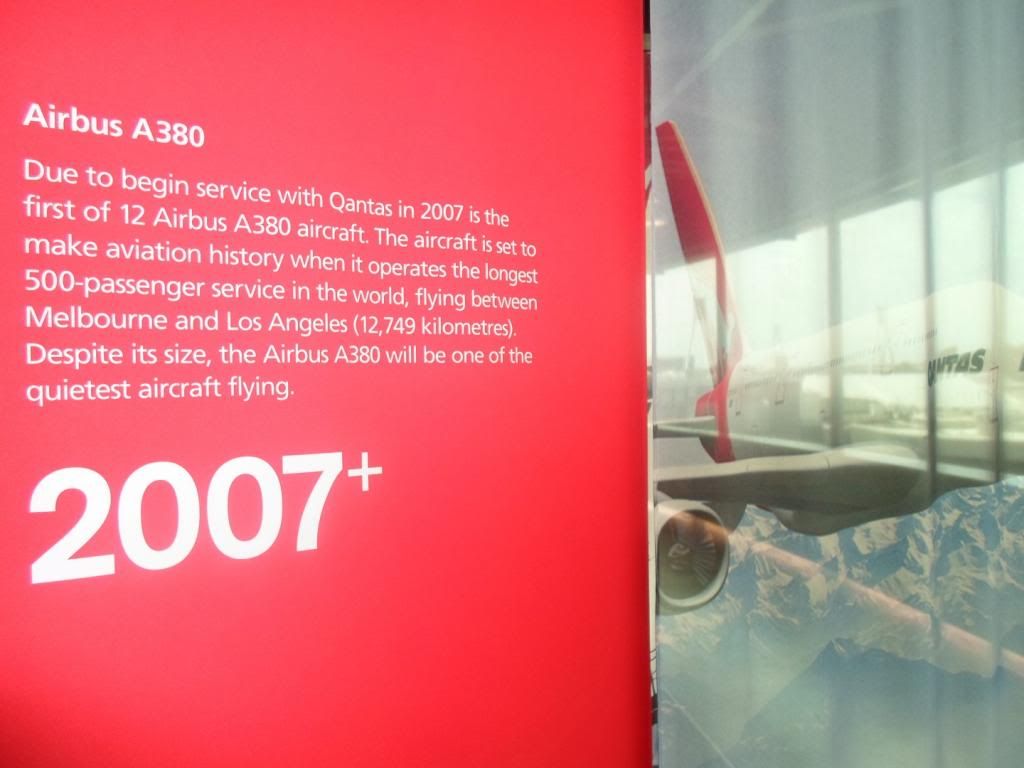 Airbus A380
Due to begin service with Qantas in 2007 is the
first of 12 Airbus A380 aircraft. The aircraft is set to
make aviation history when it operates the longest
500-passenger service in the world, flying between
Melbourne and Los Angeles (12,749 kilometres).
Despite its size, the Airbus A380 will be one of the
quietest aircraft flying.
2007+
QANTAS